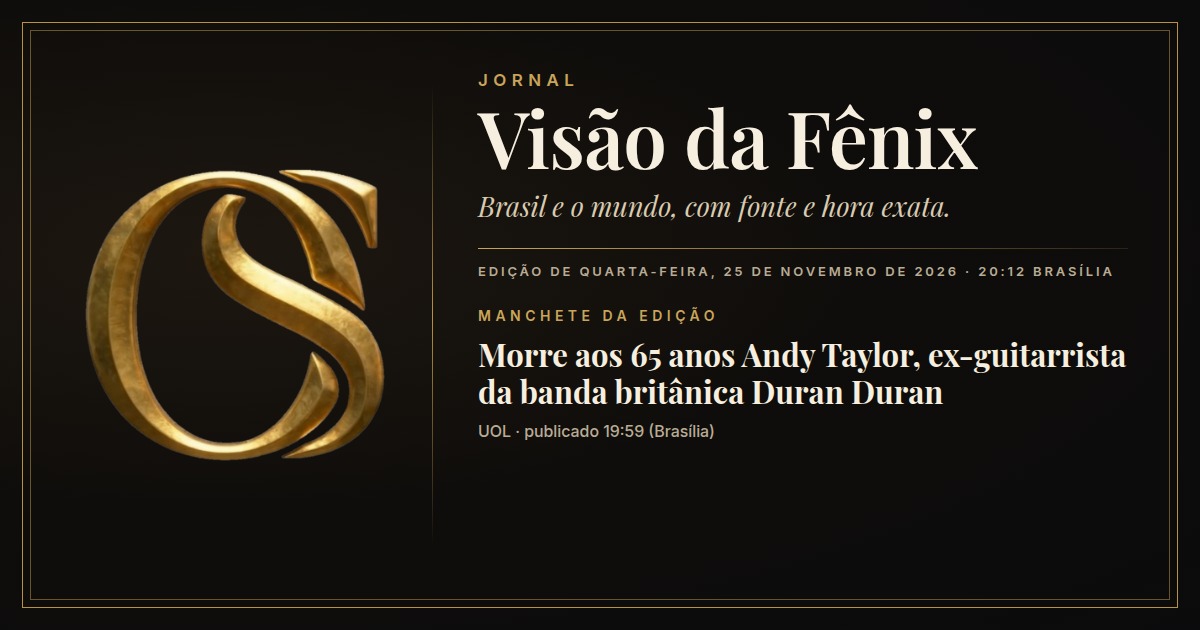 JORNAL
Visão da Fênix
Brasil e o mundo, com fonte e hora exata.
EDIÇÃO DE QUARTA-FEIRA, 25 DE NOVEMBRO DE 2026 · 20:12 BRASÍLIA
MANCHETE DA EDIÇÃO
Morre aos 65 anos Andy Taylor, ex-guitarrista
da banda britânica Duran Duran
UOL · publicado 19:59 (Brasília)